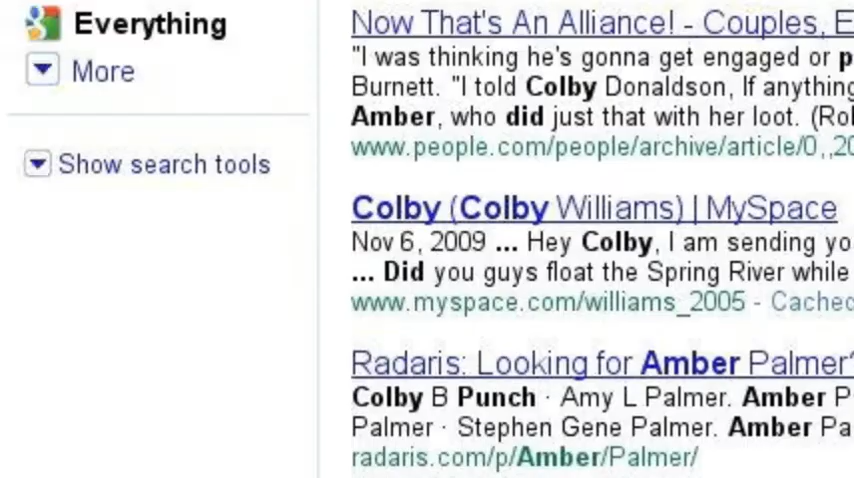 Everything
More
Show search tools
Now That's An Alliance! - Couples, E
"I was thinking he's gonna get engaged or p
Burnett. "I told Colby Donaldson, If anything
Amber, who did just that with her loot. (Rol
www.people.com/people/archive/article/0,,20
Colby (Colby Williams) | MySpace
Nov 6, 2009 ... Hey Colby, I am sending yo
... Did you guys float the Spring River while
www.myspace.com/williams_2005 - Cached
Radaris: Looking for Amber Palmer?
Colby B Punch · Amy L Palmer. Amber P
Palmer · Stephen Gene Palmer. Amber Pa
radaris.com/p/Amber/Palmer/